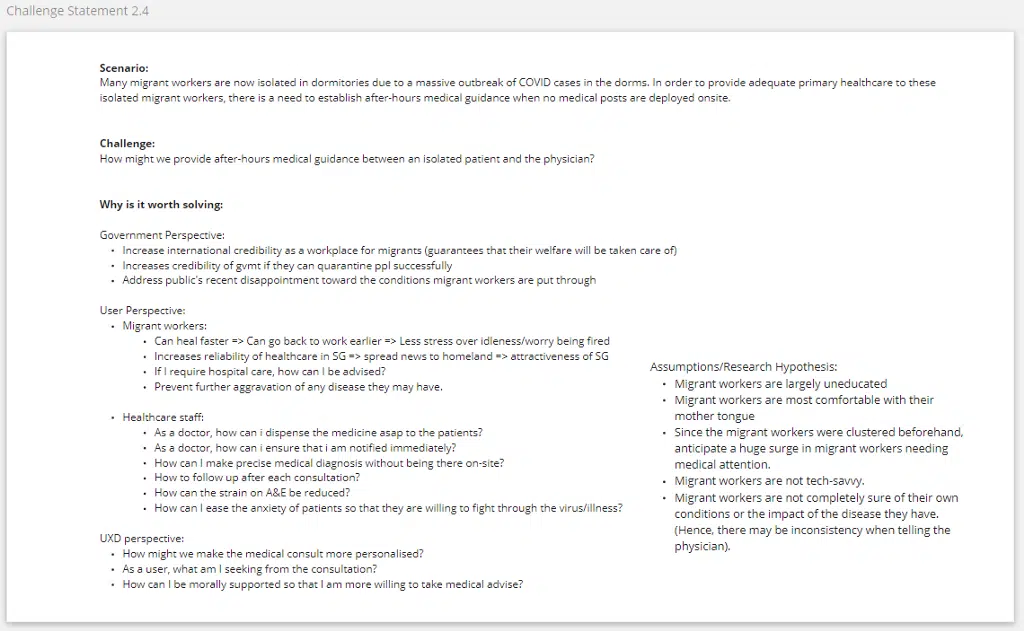 Challenge Statement 2.4
Scenario:
Many migrant workers are now isolated in dormitories due to a massive outbreak of COVID cases in the dorms. In order to provide adequate primary healthcare to these
isolated migrant workers, there is a need to establish after-hours medical guidance when no medical posts are deployed onsite.
Challenge:
How might we provide after-hours medical guidance between an isolated patient and the physician?
Why is it worth solving:
Government Perspective:
• Increase international credibility as a workplace for migrants (guarantees that their welfare will be taken care of)
• Increases credibility of gvmt if they can quarantine ppl successfully
• Address public's recent disappointment toward the conditions migrant workers are put through
User Perspective:
• Migrant workers:
• Can heal faster => Can go back to work earlier => Less stress over idleness/worry being fired
• Increases reliability of healthcare in SG => spread news to homeland => attractiveness of SG
• If I require hospital care, how can I be advised?
• Prevent further aggravation of any disease they may have.
• Healthcare staff:
• As a doctor, how can i dispense the medicine asap to the patients?
• As a doctor, how can i ensure that i am notified immediately?
• How can I make precise medical diagnosis without being there on-site?
• How to follow up after each consultation?
• How can the strain on A&E be reduced?
• How can I ease the anxiety of patients so that they are willing to fight through the virus/illness?
UXD perspective:
• How might we make the medical consult more personalised?
• As a user, what am I seeking from the consultation?
• How can I be morally supported so that I am more willing to take medical advise?
Assumptions/Research Hypothesis:
• Migrant workers are largely uneducated
• Migrant workers are most comfortable with their
mother tongue
• Since the migrant workers were clustered beforehand,
anticipate a huge surge in migrant workers needing
medical attention.
• Migrant workers are not tech-savvy.
• Migrant workers are not completely sure of their own
conditions or the impact of the disease they have.
(Hence, there may be inconsistency when telling the
physician).